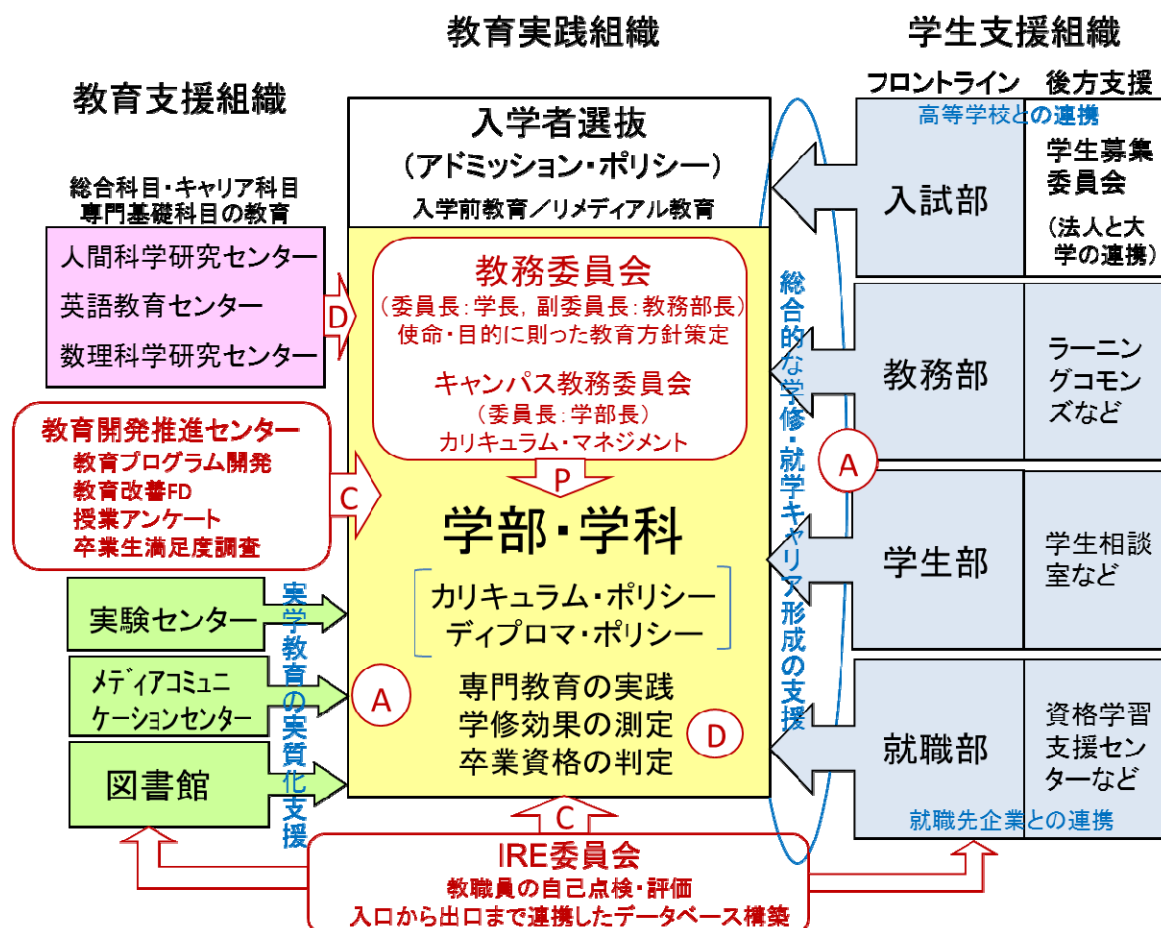 教育実践組織
学生支援組織
教育支援組織
フロントライン
後方支援
総合科目・キャリア科目
専門基礎科目の教育
人間科学研究センター
英語教育センター
数理科学研究センター
D
教育開発推進センター
教育プログラム開発
教育改善FD
授業アンケート
卒業生満足度調査
C
実験センター
メディアコミュニ
ケーションセンター
図書館
実学教育の実質化支援
入学者選抜
(アドミッション・ポリシー)
入学前教育/リメディアル教育
教務委員会
(委員長:学長, 副委員長:教務部長)
使命・目的に則った教育方針策定
キャンパス教務委員会
(委員長:学部長)
カリキュラム・マネジメント
P
学部・学科
カリキュラム・ポリシー
ディプロマ・ポリシー
専門教育の実践
学修効果の測定
卒業資格の判定
A
D
C
IRE委員会
教職員の自己点検・評価
入口から出口まで連携したデータベース構築
総合的な学修・就学キャリア形成の支援
A
高等学校との連携
入試部
学生募集
委員会
(法人と大
学の連携)
教務部
ラーニン
グコモン
ズなど
学生部
学生相談
室など
就職部
資格学習
支援セン
ターなど
就職先企業との連携